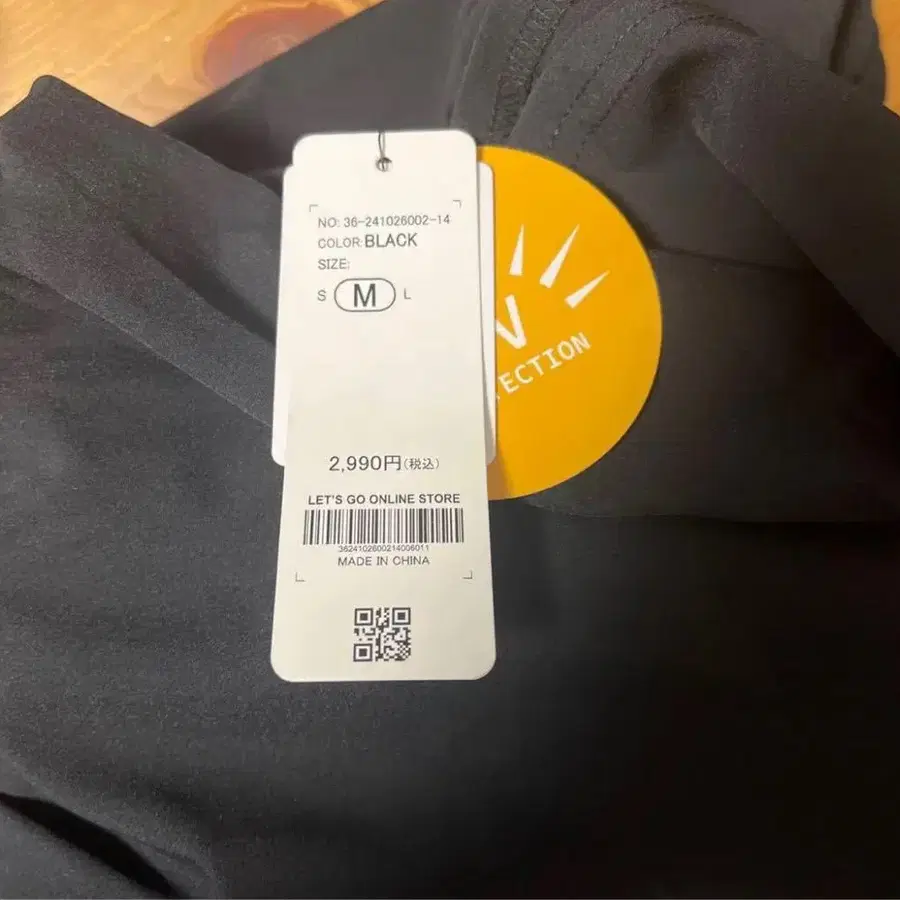 NO: 36-241026002-14
COLOR: BLACK
SIZE:
S M L
2,990円(税込)
LET'S GO ONLINE STORE
3624102600214006011
MADE IN CHINA
V
ECTION